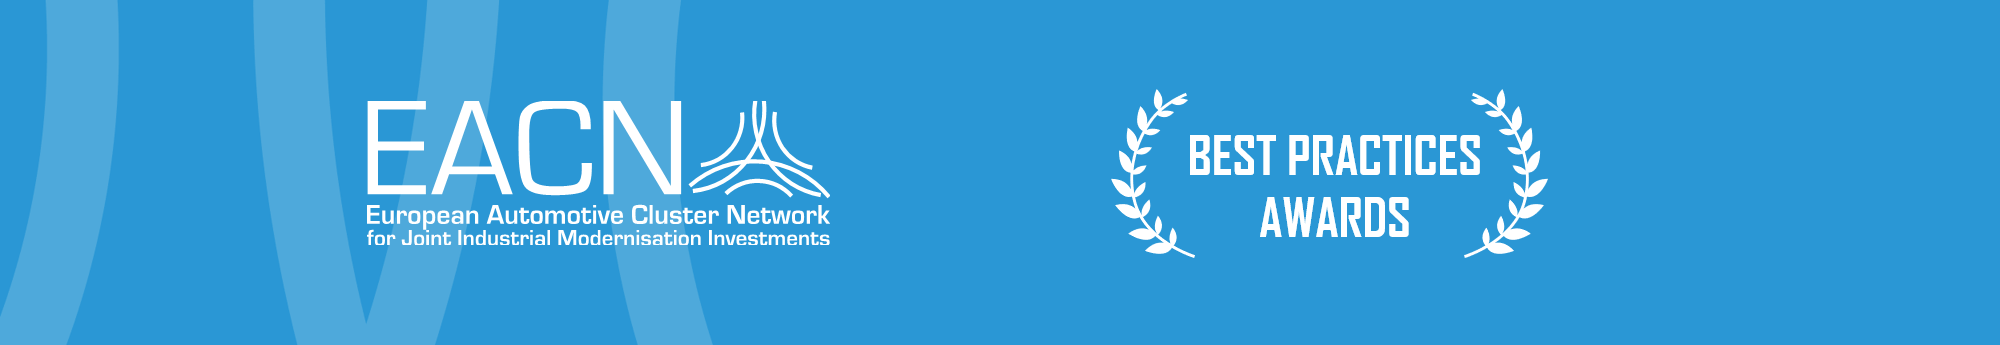 EACN
European Automotive Cluster Network
for Joint Industrial Modernisation Investments
BEST PRACTICES
AWARDS